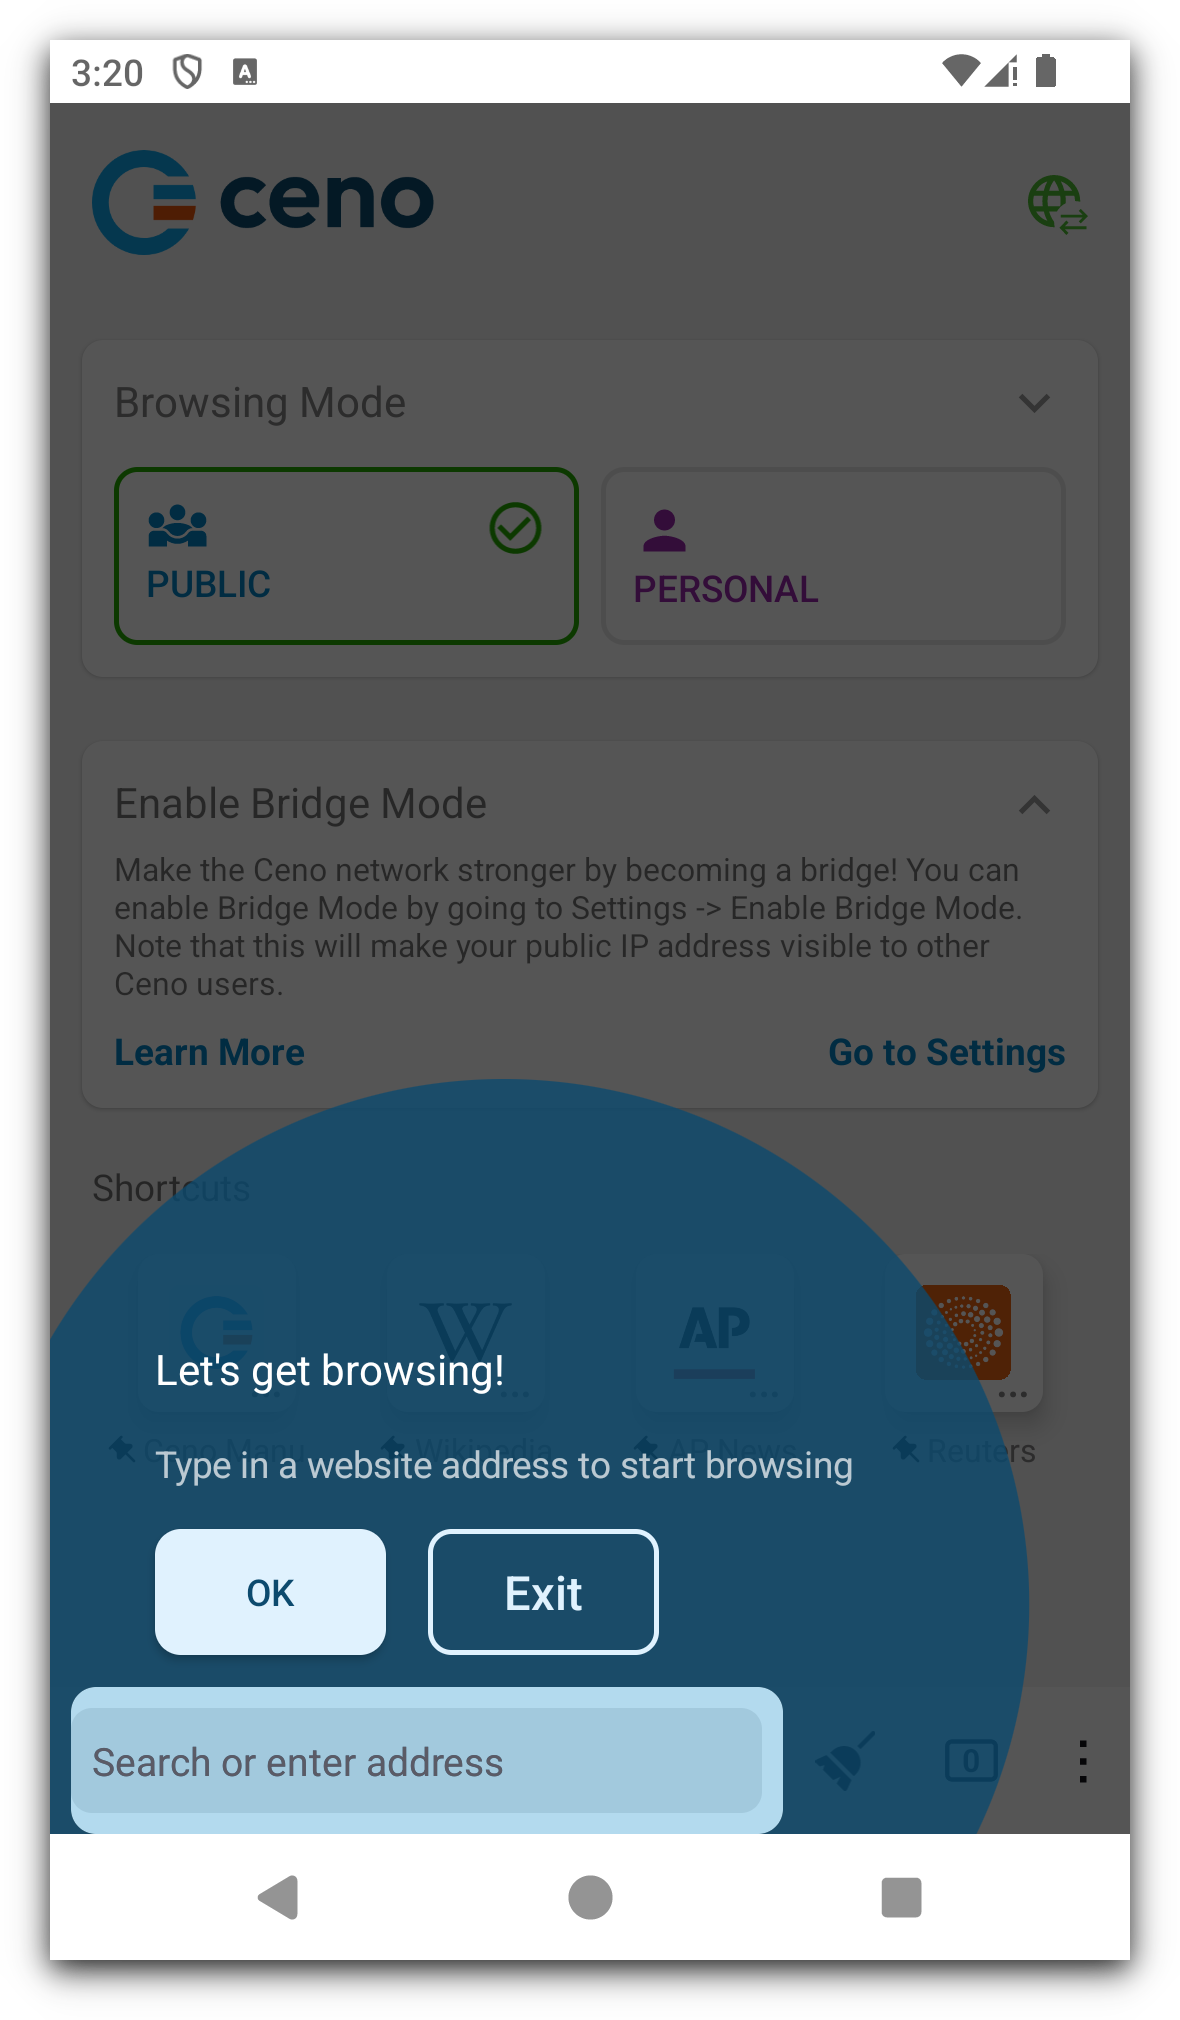 3:20
A
ceno
Browsing Mode
PUBLIC
PERSONAL
Enable Bridge Mode
Make the Ceno network stronger by becoming a bridge! You can
enable Bridge Mode by going to Settings -> Enable Bridge Mode.
Note that this will make your public IP address visible to other
Ceno users.
Learn More
Go to Settings
Shortcuts
W
AP
Let's get browsing!
Ceno Manu
Wikipedia
AP News
Reuters
Type in a website address to start browsing
OK
Exit
Search or enter address
0